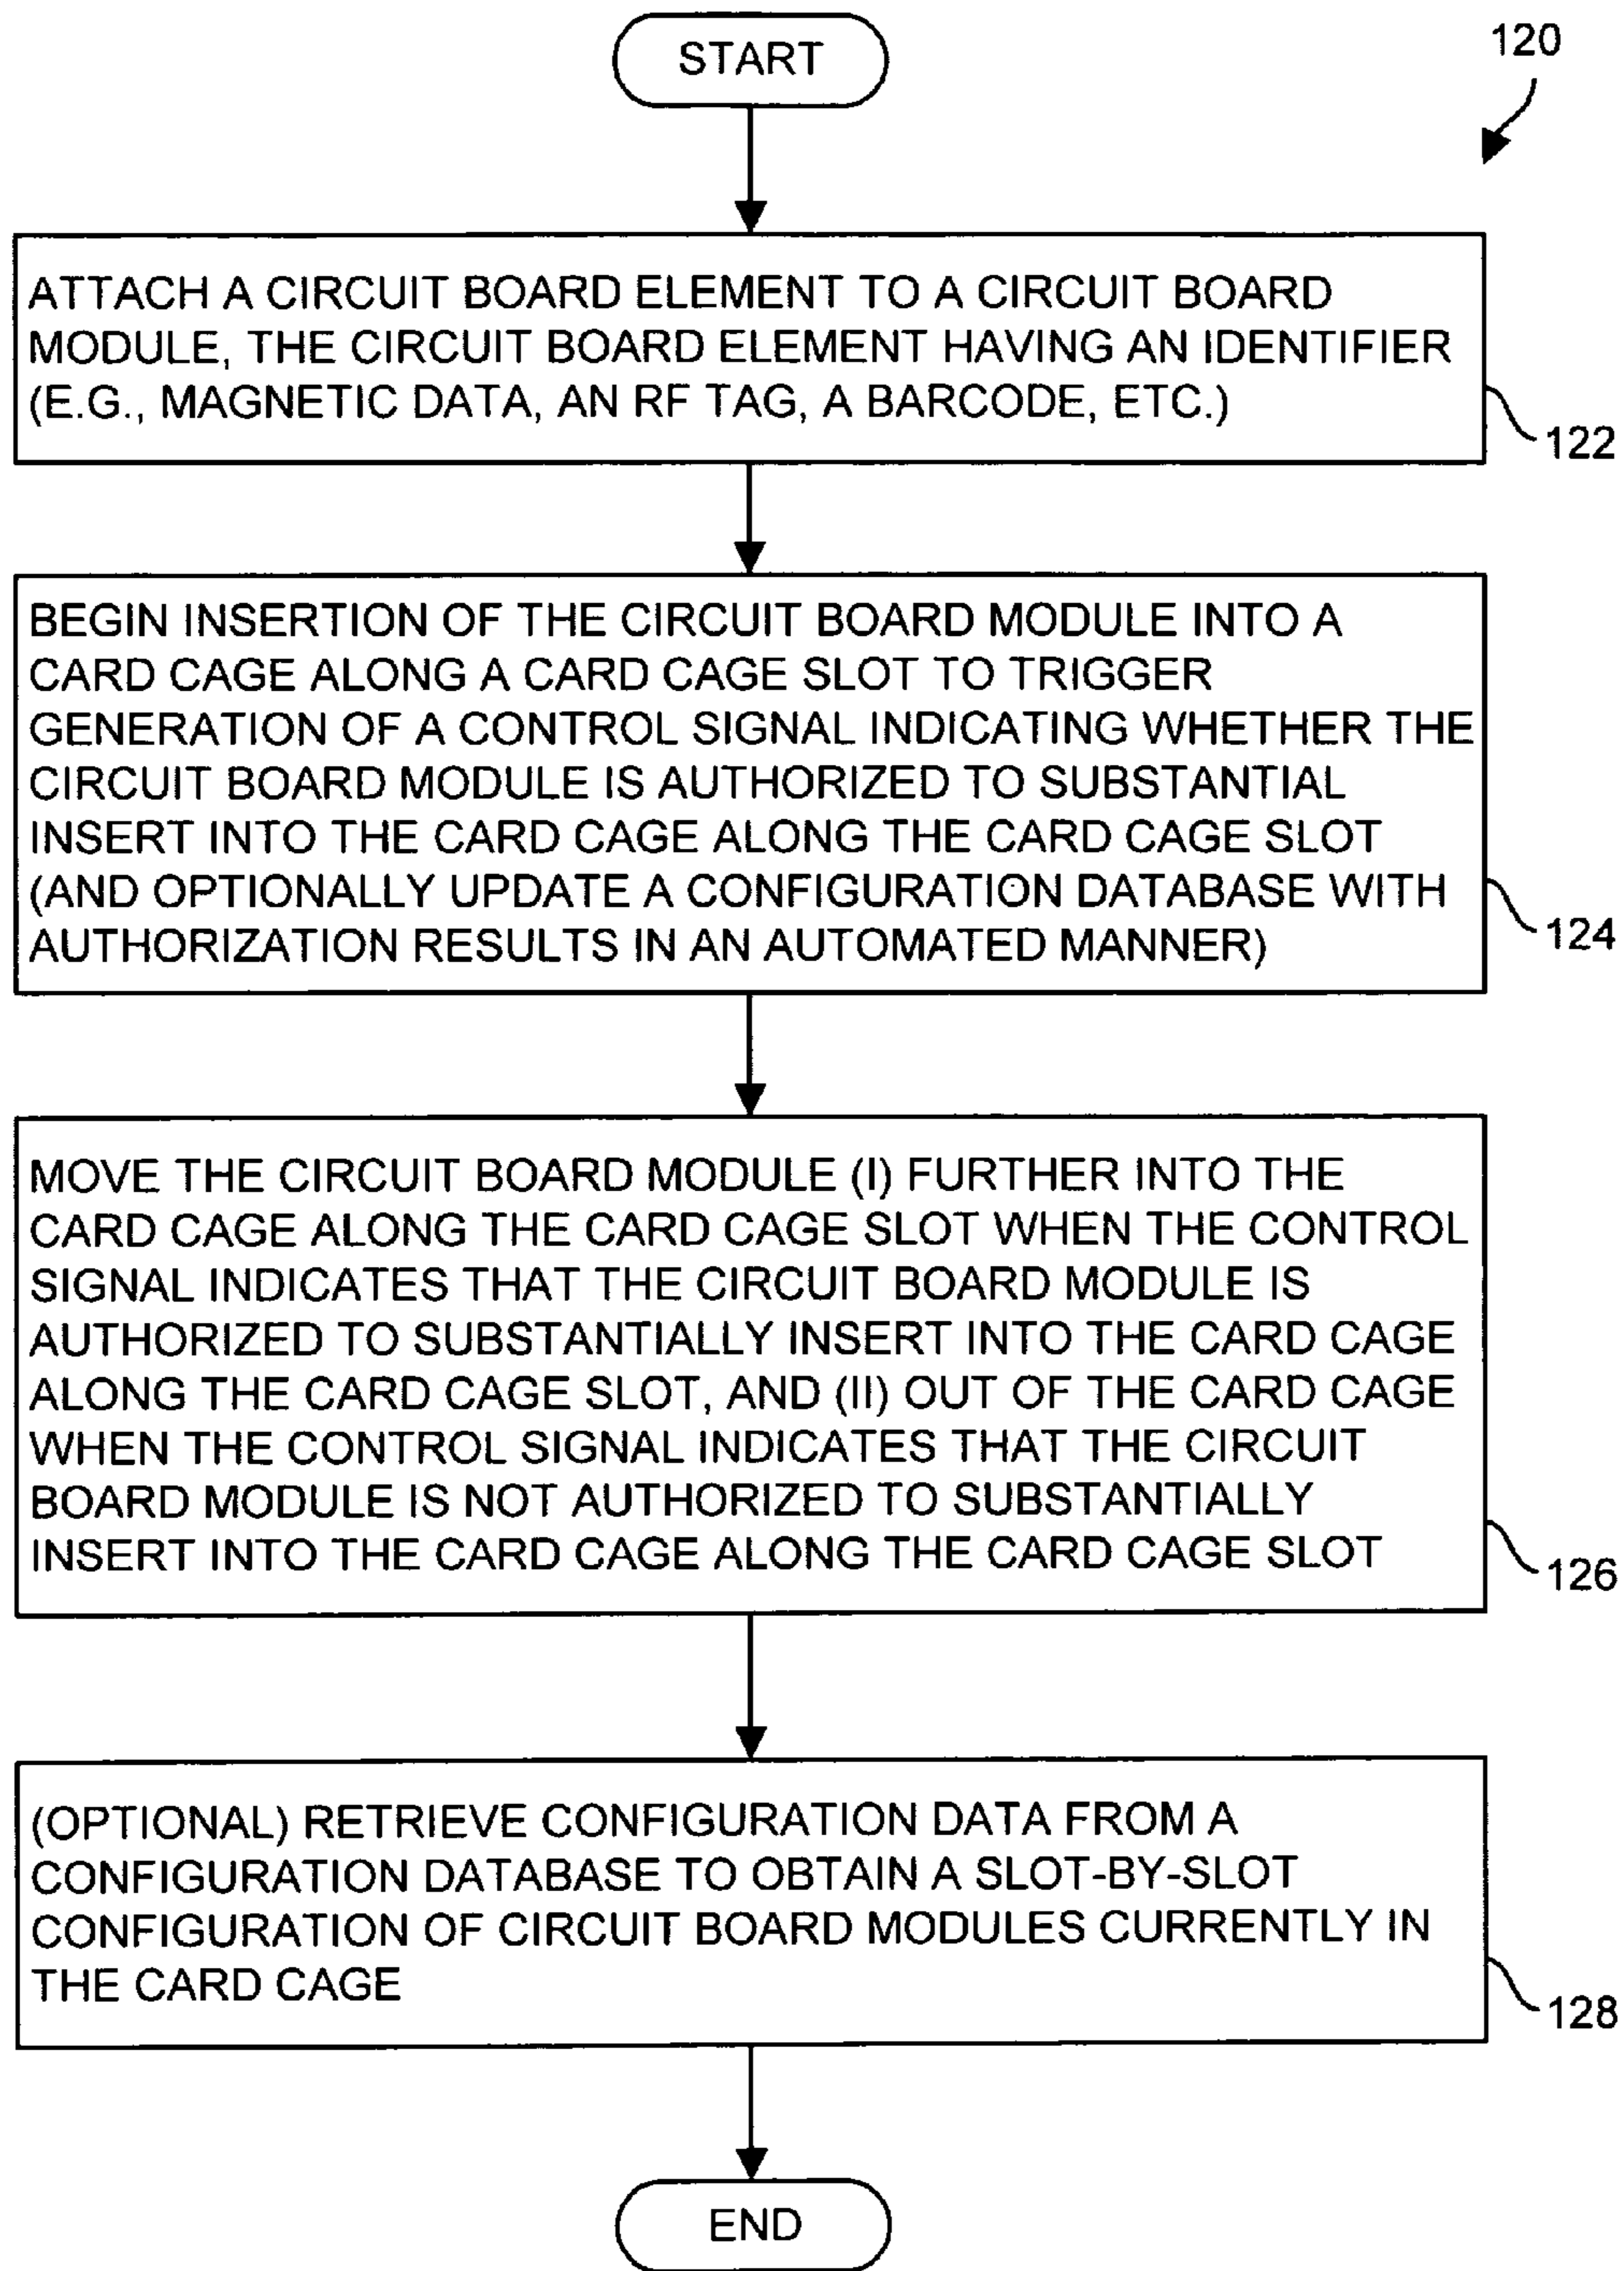 START
120
ATTACH A CIRCUIT BOARD ELEMENT TO A CIRCUIT BOARD
MODULE, THE CIRCUIT BOARD ELEMENT HAVING AN IDENTIFIER
(E.G., MAGNETIC DATA, AN RF TAG, A BARCODE, ETC.)
122
BEGIN INSERTION OF THE CIRCUIT BOARD MODULE INTO A
CARD CAGE ALONG A CARD CAGE SLOT TO TRIGGER
GENERATION OF A CONTROL SIGNAL INDICATING WHETHER THE
CIRCUIT BOARD MODULE IS AUTHORIZED TO SUBSTANTIAL
INSERT INTO THE CARD CAGE ALONG THE CARD CAGE SLOT
(AND OPTIONALLY UPDATE A CONFIGURATION DATABASE WITH
AUTHORIZATION RESULTS IN AN AUTOMATED MANNER)
124
MOVE THE CIRCUIT BOARD MODULE (I) FURTHER INTO THE
CARD CAGE ALONG THE CARD CAGE SLOT WHEN THE CONTROL
SIGNAL INDICATES THAT THE CIRCUIT BOARD MODULE IS
AUTHORIZED TO SUBSTANTIALLY INSERT INTO THE CARD CAGE
ALONG THE CARD CAGE SLOT, AND (II) OUT OF THE CARD CAGE
WHEN THE CONTROL SIGNAL INDICATES THAT THE CIRCUIT
BOARD MODULE IS NOT AUTHORIZED TO SUBSTANTIALLY
INSERT INTO THE CARD CAGE ALONG THE CARD CAGE SLOT
126
(OPTIONAL) RETRIEVE CONFIGURATION DATA FROM A
CONFIGURATION DATABASE TO OBTAIN A SLOT-BY-SLOT
CONFIGURATION OF CIRCUIT BOARD MODULES CURRENTLY IN
THE CARD CAGE
128
END